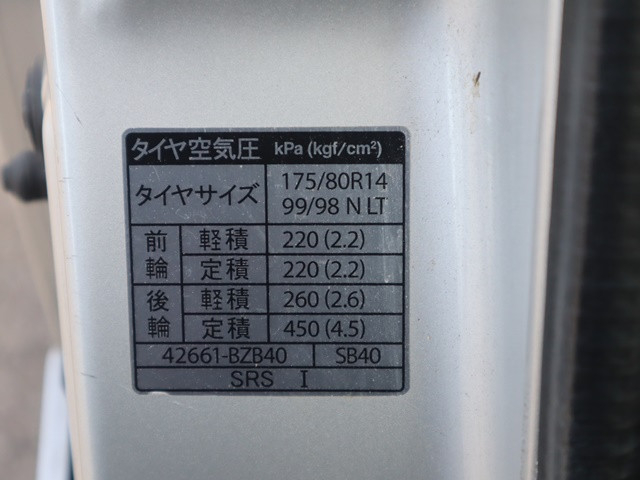 タイヤ空気圧 kPa (kgf/cm²)
タイヤサイズ 175/80R14 99/98 N LT
前輪 軽積 220 (2.2)
定積 220 (2.2)
後輪 軽積 260 (2.6)
定積 450 (4.5)
42661-BZB40 SB40
SRS I